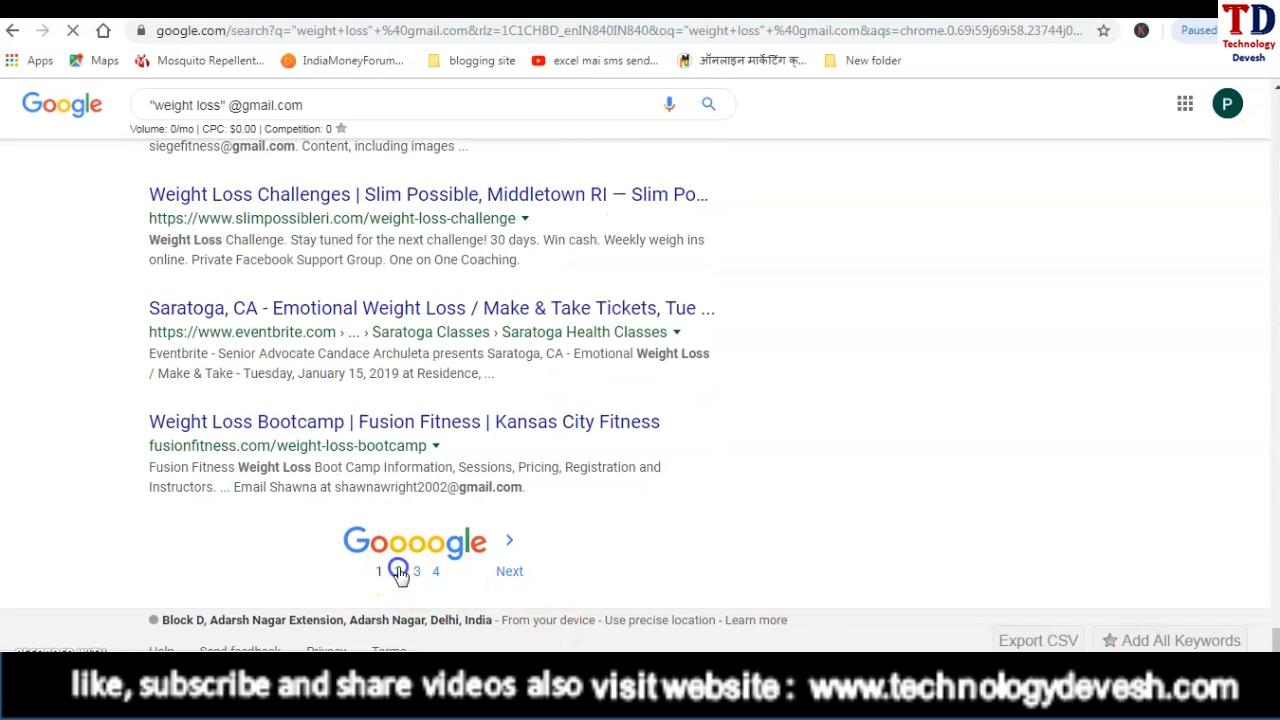 google.com/search?q="weight+loss"+%40gmail.com&rlz=1C1CHBD_enIN840IN840&oq="weight+loss"+%40gmail.com&aqs=chrome.0.69i59j69i58.23744j0...
Paused
TD
Technology
Devesh
Apps
Maps
Mosquito Repellent...
IndiaMoneyForum...
blogging site
excel mai sms send...
ऑनलाइन मार्केटिंग क्...
New folder
Google
"weight loss" @gmail.com
P
Volume: 0/mo | CPC: $0.00 | Competition: 0
siegefitness@gmail.com. Content, including images ...
Weight Loss Challenges | Slim Possible, Middletown RI — Slim Po...
https://www.slimpossibleri.com/weight-loss-challenge
Weight Loss Challenge. Stay tuned for the next challenge! 30 days. Win cash. Weekly weigh ins
online. Private Facebook Support Group. One on One Coaching.
Saratoga, CA - Emotional Weight Loss / Make & Take Tickets, Tue ...
https://www.eventbrite.com › ... › Saratoga Classes › Saratoga Health Classes
Eventbrite - Senior Advocate Candace Archuleta presents Saratoga, CA - Emotional Weight Loss
/ Make & Take - Tuesday, January 15, 2019 at Residence, ...
Weight Loss Bootcamp | Fusion Fitness | Kansas City Fitness
fusionfitness.com/weight-loss-bootcamp
Fusion Fitness Weight Loss Boot Camp Information, Sessions, Pricing, Registration and
Instructors. ... Email Shawna at shawnawright2002@gmail.com.
Goooogle >
1 3 4 Next
Block D, Adarsh Nagar Extension, Adarsh Nagar, Delhi, India - From your device - Use precise location - Learn more
Export CSV
Add All Keywords
Help Send feedback Privacy Terms
like, subscribe and share videos also visit website : www.technologydevesh.com